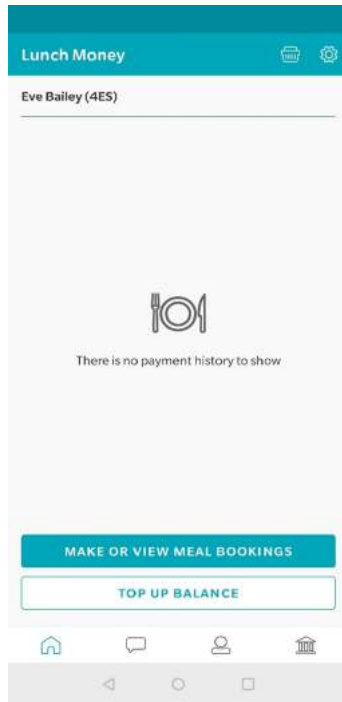 Lunch Money
Eve Bailey (4ES)
There is no payment history to show
MAKE OR VIEW MEAL BOOKINGS
TOP UP BALANCE